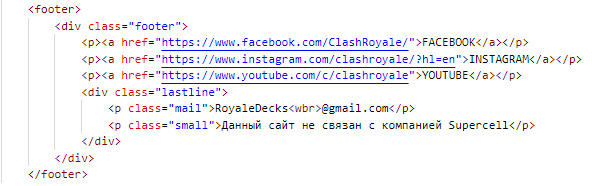 <footer>
<div class="footer">
<p><a href="https://www.facebook.com/ClashRoyale/">FACEBOOK</a></p>
<p><a href="https://www.instagram.com/clashroyale/?hl=en">INSTAGRAM</a></p>
<p><a href="https://www.youtube.com/c/clashroyale">YOUTUBE</a></p>
<div class="lastline">
<p class="mail">RoyaleDecks<wbr>@gmail.com</p>
<p class="small">Данный сайт не связан с компанией Supercell</p>
</div>
</div>
</footer>